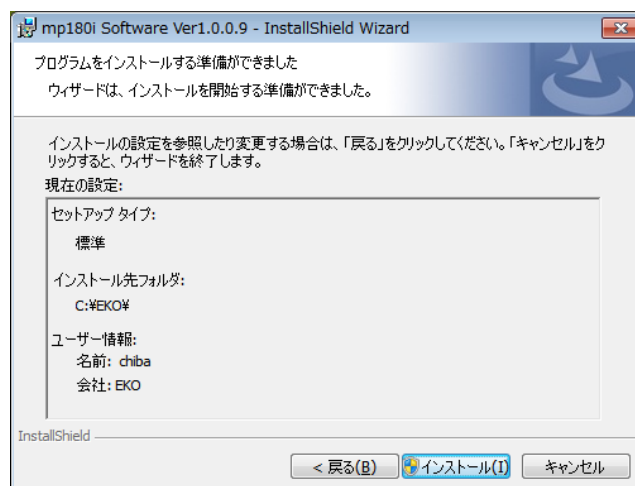 mp180i Software Ver1.0.0.9 - InstallShield Wizard
プログラムをインストールする準備ができました
ウィザードは、インストールを開始する準備ができました。
インストールの設定を参照したり変更する場合は、「戻る」をクリックしてください。「キャンセル」をク
リックすると、ウィザードを終了します。
現在の設定:
セットアップ タイプ:
標準
インストール先フォルダ:
C:¥EKO¥
ユーザー情報:
名前: chiba
会社: EKO
InstallShield
< 戻る(B)
インストール(I)
キャンセル